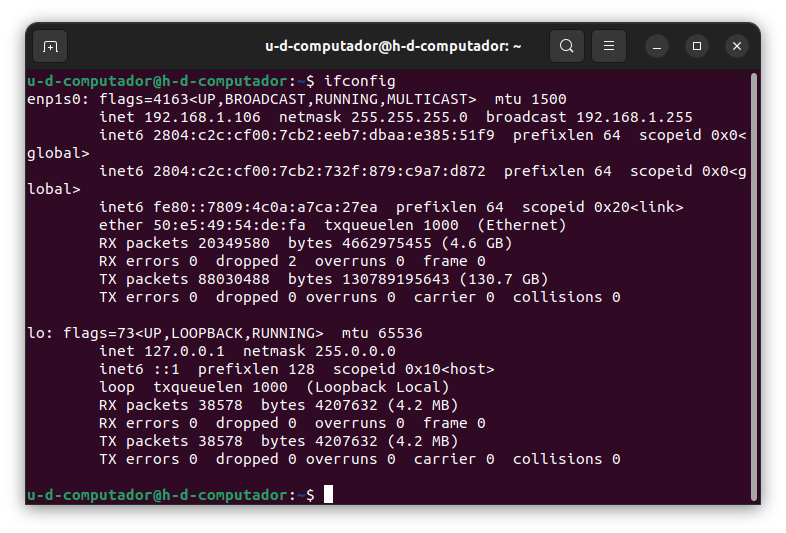 u-d-computador@h-d-computador: ~
u-d-computador@h-d-computador:~$ ifconfig
enp1s0: flags=4163<UP,BROADCAST,RUNNING,MULTICAST>  mtu 1500
        inet 192.168.1.106  netmask 255.255.255.0  broadcast 192.168.1.255
        inet6 2804:c2c:cf00:7cb2:eeb7:dbaa:e385:51f9  prefixlen 64  scopeid 0x0<
global>
        inet6 2804:c2c:cf00:7cb2:732f:879:c9a7:d872  prefixlen 64  scopeid 0x0<g
lobal>
        inet6 fe80::7809:4c0a:a7ca:27ea  prefixlen 64  scopeid 0x20<link>
        ether 50:e5:49:54:de:fa  txqueuelen 1000  (Ethernet)
        RX packets 20349580  bytes 4662975455 (4.6 GB)
        RX errors 0  dropped 2  overruns 0  frame 0
        TX packets 88030488  bytes 130789195643 (130.7 GB)
        TX errors 0  dropped 0 overruns 0  carrier 0  collisions 0

lo: flags=73<UP,LOOPBACK,RUNNING>  mtu 65536
        inet 127.0.0.1  netmask 255.0.0.0
        inet6 ::1  prefixlen 128  scopeid 0x10<host>
        loop  txqueuelen 1000  (Loopback Local)
        RX packets 38578  bytes 4207632 (4.2 MB)
        RX errors 0  dropped 0  overruns 0  frame 0
        TX packets 38578  bytes 4207632 (4.2 MB)
        TX errors 0  dropped 0 overruns 0  carrier 0  collisions 0

u-d-computador@h-d-computador:~$